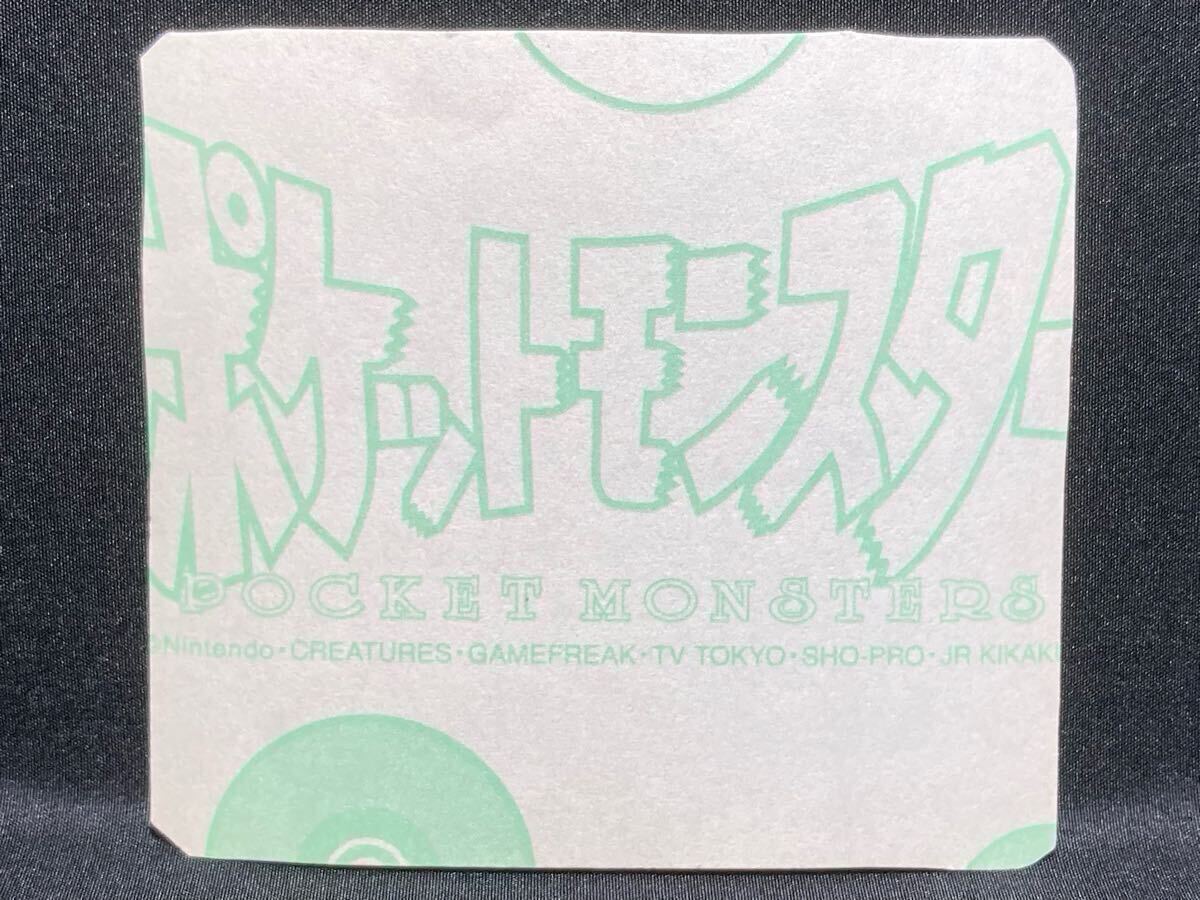 ポケットモンスター
POCKET MONSTERS
©Nintendo・CREATURES・GAMEFREAK・TV TOKYO・SHO-PRO・JR KIKAKU